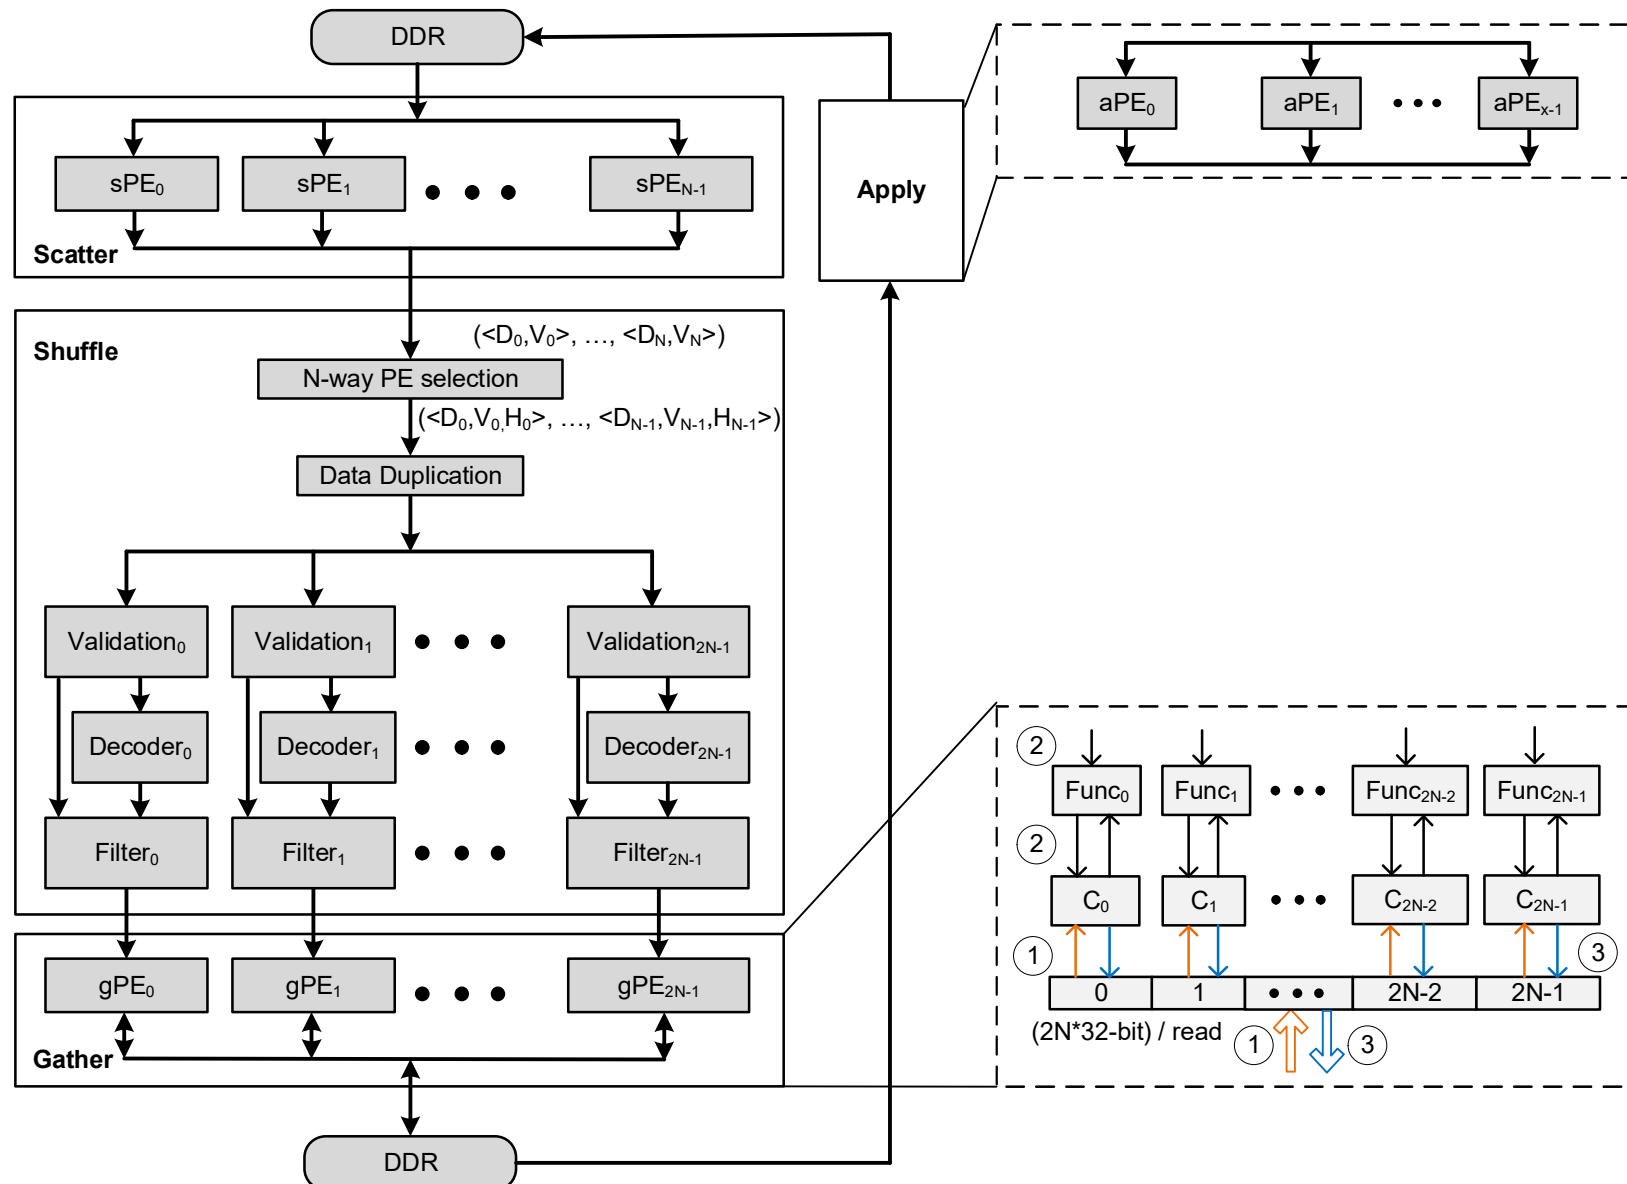 DDR
aPE0 aPE1 • • • aPEx-1
sPE0 sPE1 • • • sPEN-1
Apply
Scatter
(<D0,V0>, …, <DN,VN>)
Shuffle
N-way PE selection
(<D0,V0,H0>, …, <DN-1,VN-1,HN-1>)
Data Duplication
Validation0 Validation1 • • • Validation2N-1
Decoder0 Decoder1 • • • Decoder2N-1
Filter0 Filter1 • • • Filter2N-1
gPE0 gPE1 • • • gPE2N-1
Gather
DDR
2
Func0 Func1 • • • Func2N-2 Func2N-1
2
C0 C1 • • • C2N-2 C2N-1
1 3
0 1 • • • 2N-2 2N-1
(2N*32-bit) / read 1 3